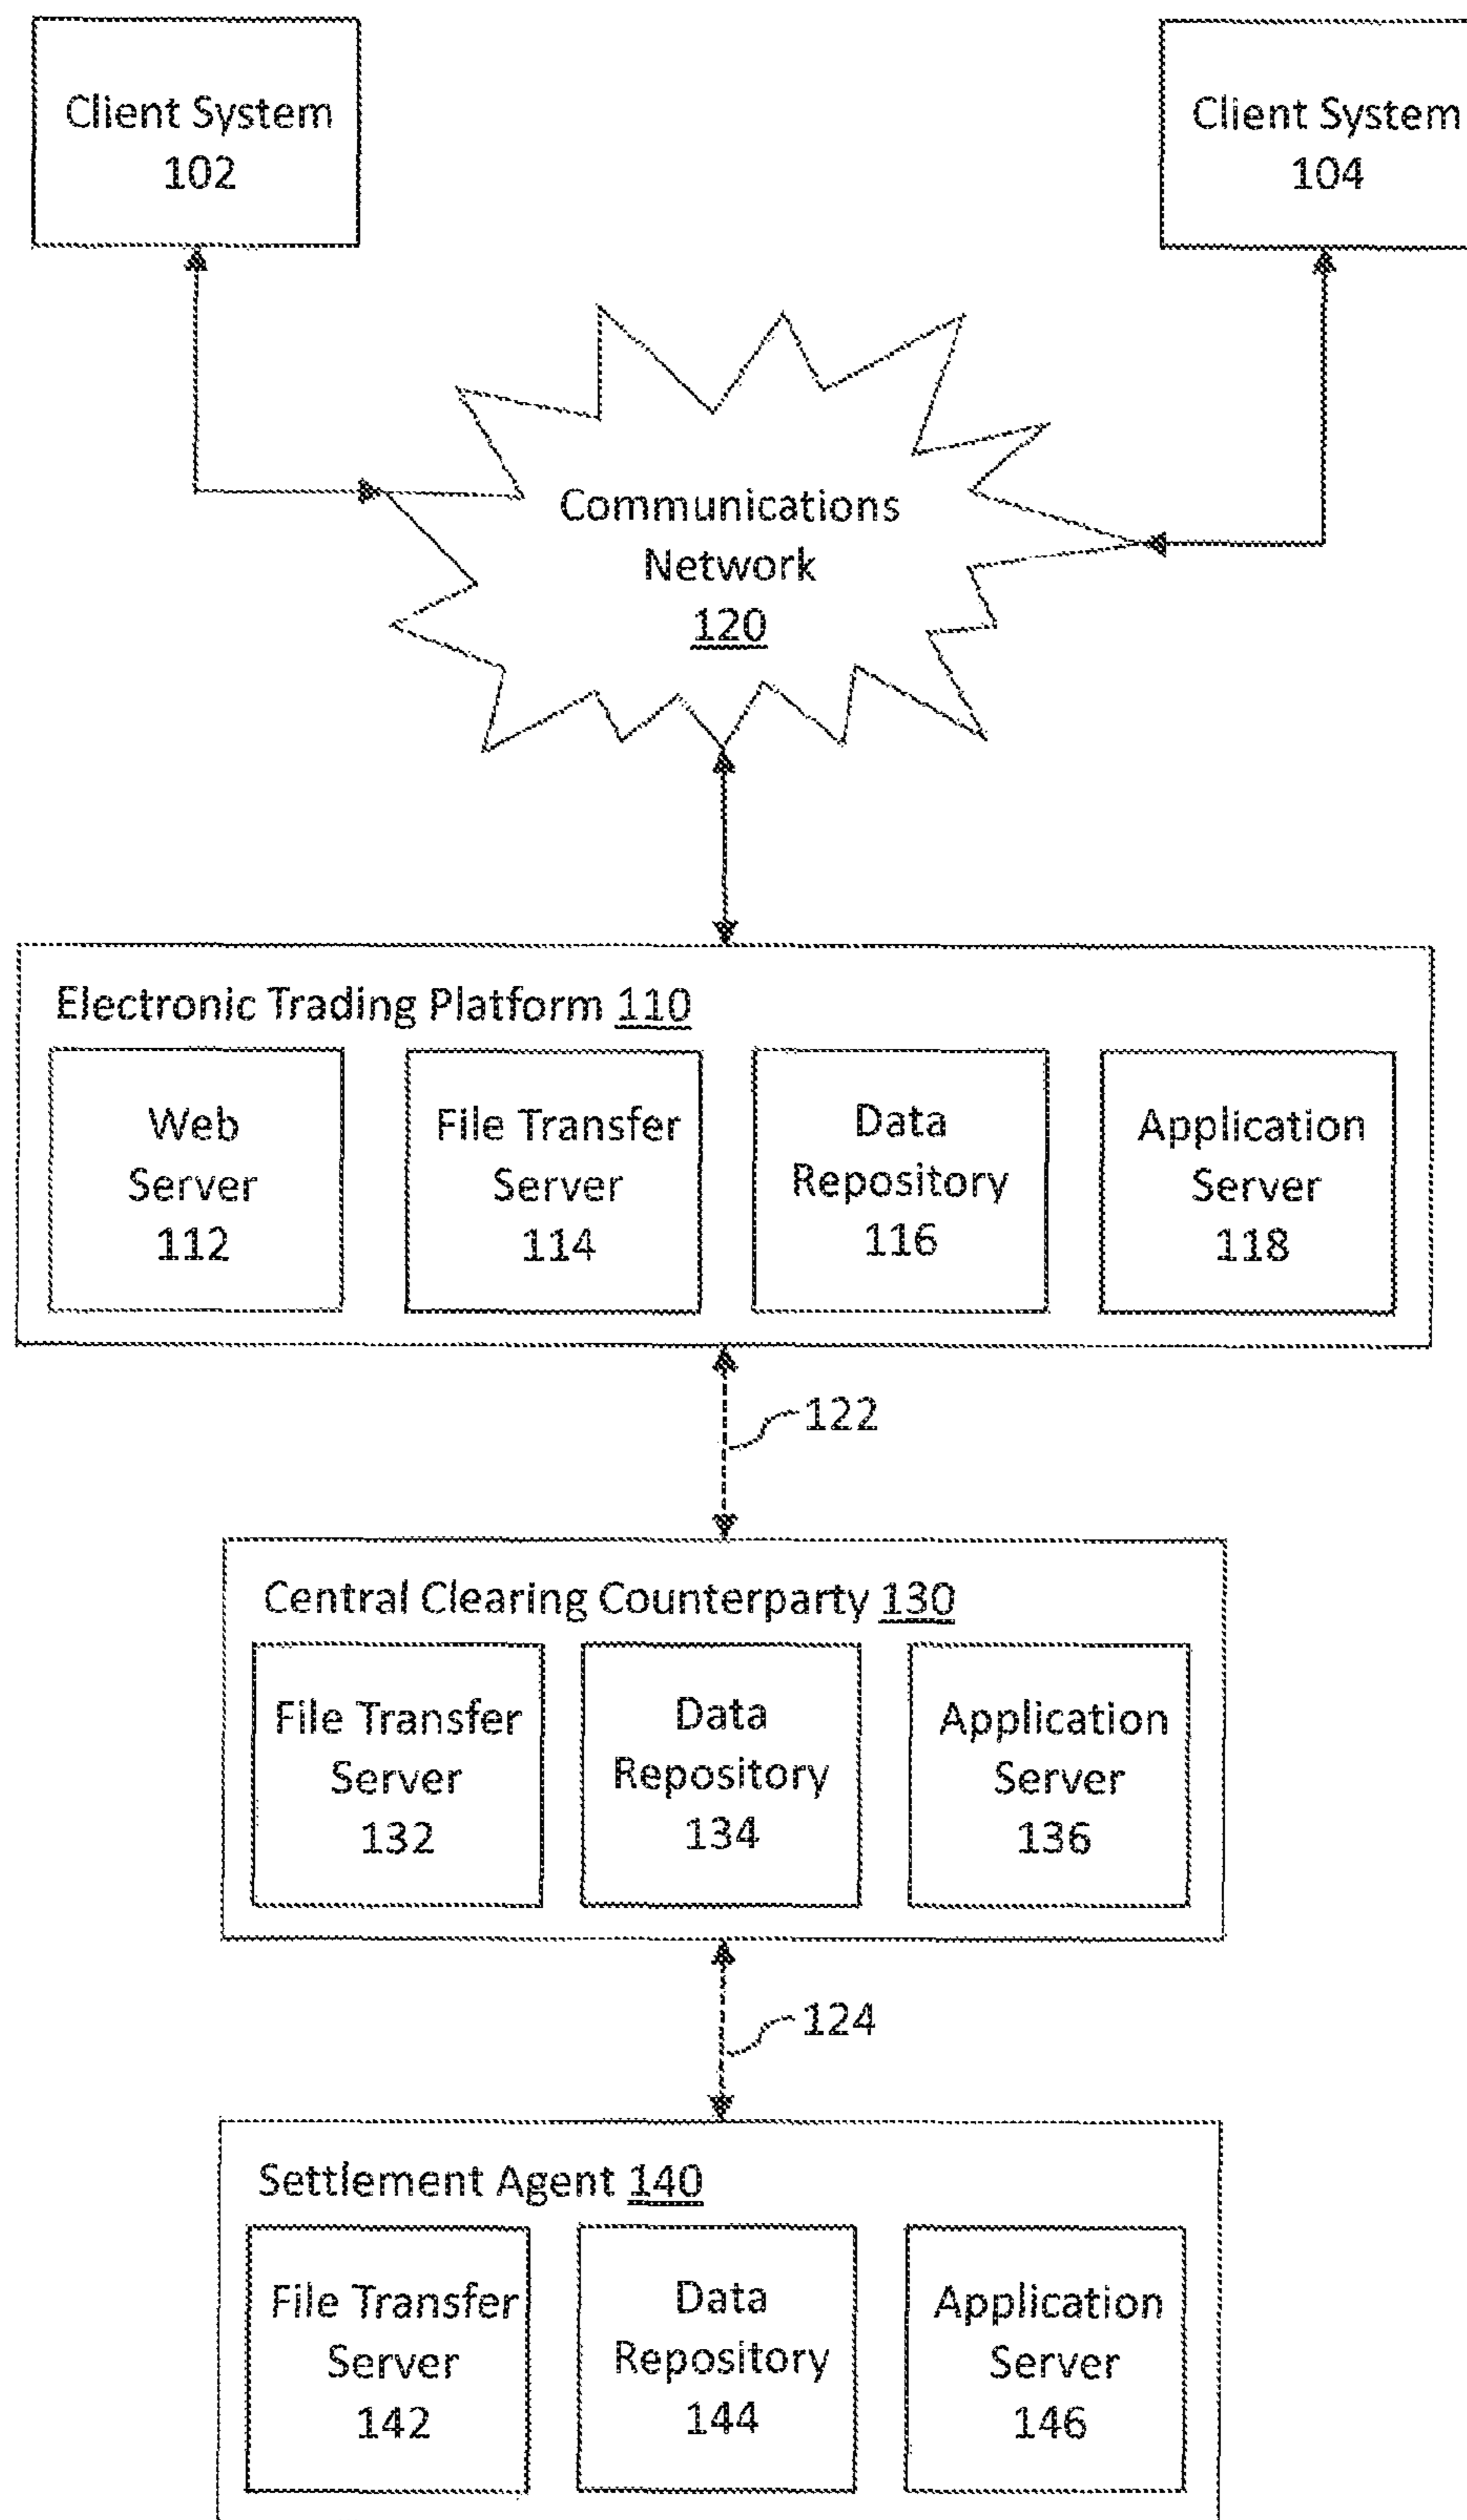 Client System
102
Client System
104
Communications
Network
120
Electronic Trading Platform 110
Web
Server
112
File Transfer
Server
114
Data
Repository
116
Application
Server
118
122
Central Clearing Counterparty 130
File Transfer
Server
132
Data
Repository
134
Application
Server
136
124
Settlement Agent 140
File Transfer
Server
142
Data
Repository
144
Application
Server
146